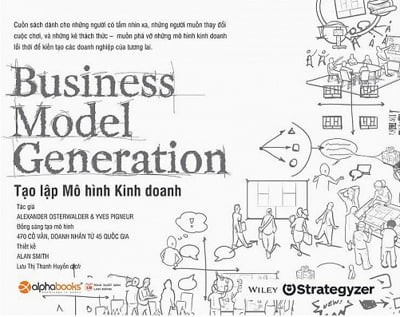 Cuốn sách dành cho những người có tầm nhìn xa, những người muốn thay đổi
cuộc chơi, và những kẻ thách thức – muốn phá vỡ những mô hình kinh doanh
lỗi thời để kiến tạo các doanh nghiệp của tương lai.
Business
Model
Generation
Tạo lập Mô hình Kinh doanh
Tác giả
ALEXANDER OSTERWALDER & YVES PIGNEUR
Đồng sáng tạo mô hình
470 CỐ VẤN, DOANH NHÂN TỪ 45 QUỐC GIA
Thiết kế
ALAN SMITH
Lưu Thị Thanh Huyền dịch
alphabooks
WILEY
Strategyzer